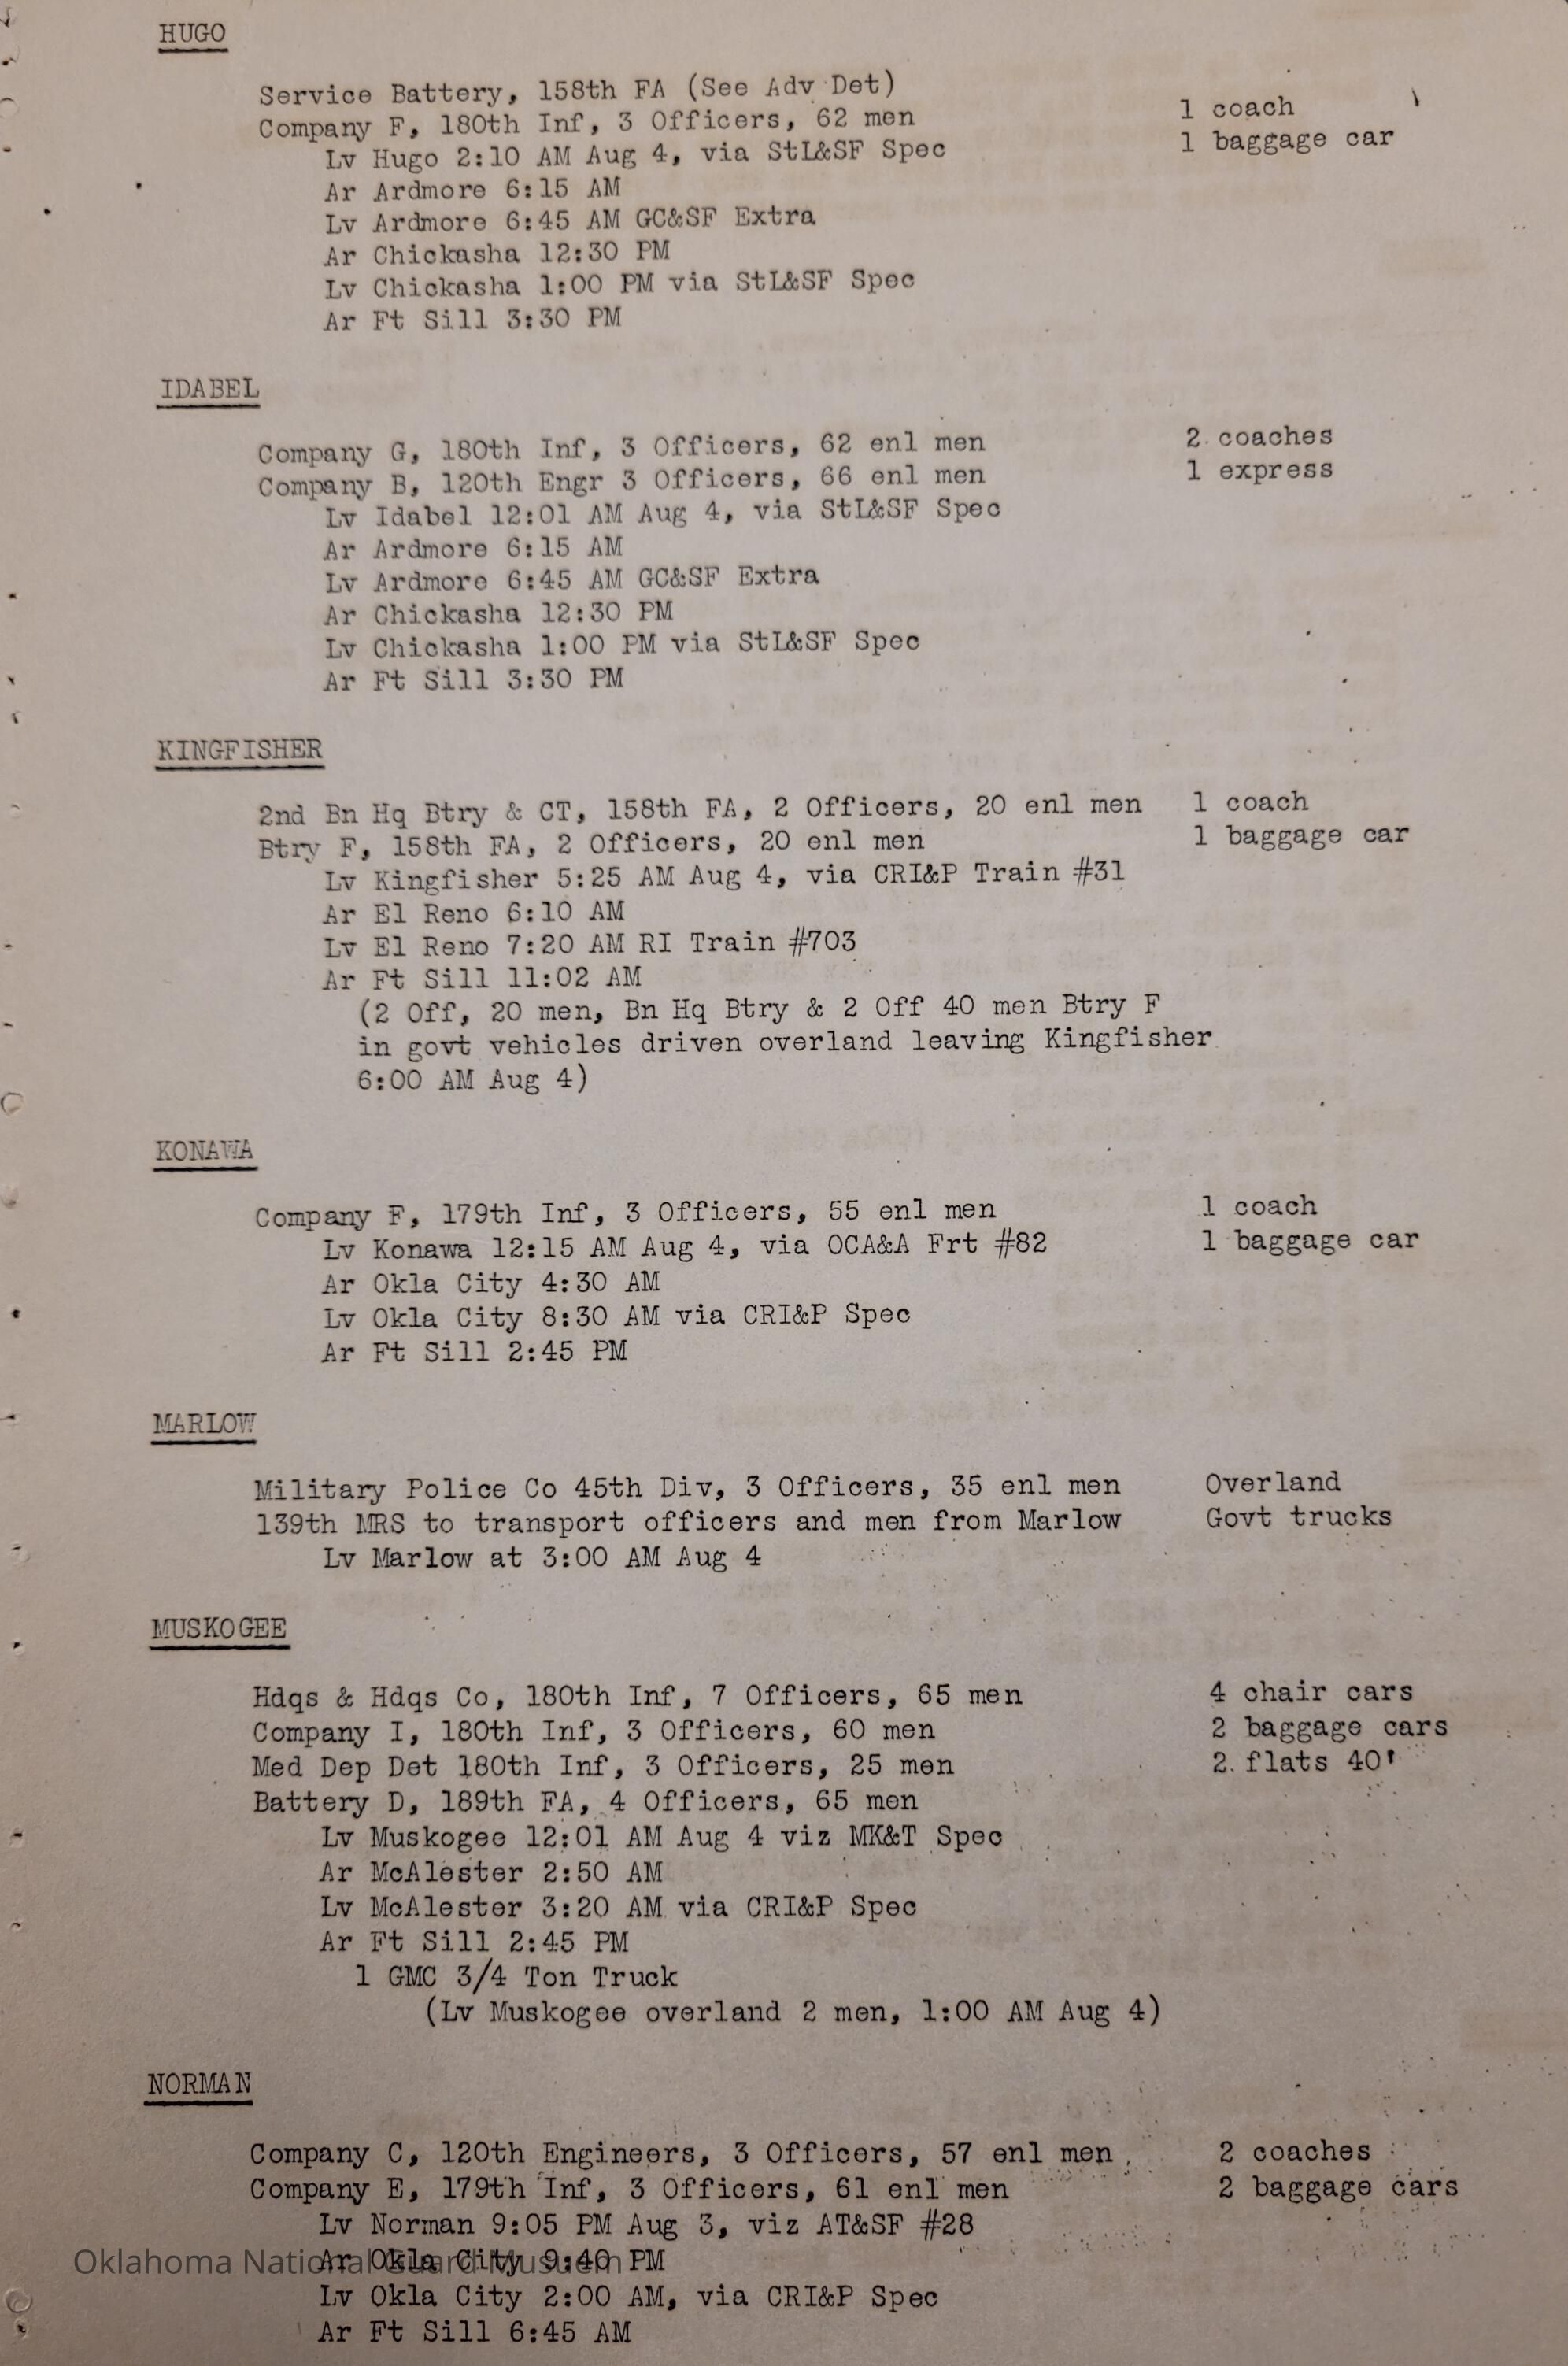 HUGO
Service Battery, 158th FA (See Adv Det)
Company F, 180th Inf, 3 Officers, 62 men 1 coach
Lv Hugo 2:10 AM Aug 4, via StL&SF Spec 1 baggage car
Ar Ardmore 6:15 AM
Lv Ardmore 6:45 AM GC&SF Extra
Ar Chickasha 12:30 PM
Lv Chickasha 1:00 PM via StL&SF Spec
Ar Ft Sill 3:30 PM
IDABEL
Company G, 180th Inf, 3 Officers, 62 enl men 2 coaches
Company B, 120th Engr 3 Officers, 66 enl men 1 express
Lv Idabel 12:01 AM Aug 4, via StL&SF Spec
Ar Ardmore 6:15 AM
Lv Ardmore 6:45 AM GC&SF Extra
Ar Chickasha 12:30 PM
Lv Chickasha 1:00 PM via StL&SF Spec
Ar Ft Sill 3:30 PM
KINGFISHER
2nd Bn Hq Btry & CT, 158th FA, 2 Officers, 20 enl men 1 coach
Btry F, 158th FA, 2 Officers, 20 enl men 1 baggage car
Lv Kingfisher 5:25 AM Aug 4, via CRI&P Train #31
Ar El Reno 6:10 AM
Lv El Reno 7:20 AM RI Train #703
Ar Ft Sill 11:02 AM
(2 Off, 20 men, Bn Hq Btry & 2 Off 40 men Btry F
in govt vehicles driven overland leaving Kingfisher
6:00 AM Aug 4)
KONAWA
Company F, 179th Inf, 3 Officers, 55 enl men 1 coach
Lv Konawa 12:15 AM Aug 4, via OCA&A Frt #82 1 baggage car
Ar Okla City 4:30 AM
Lv Okla City 8:30 AM via CRI&P Spec
Ar Ft Sill 2:45 PM
MARLOW
Military Police Co 45th Div, 3 Officers, 35 enl men Overland
139th MRS to transport officers and men from Marlow Govt trucks
Lv Marlow at 3:00 AM Aug 4
MUSKOGEE
Hdqs & Hdqs Co, 180th Inf, 7 Officers, 65 men 4 chair cars
Company I, 180th Inf, 3 Officers, 60 men 2 baggage cars
Med Dep Det 180th Inf, 3 Officers, 25 men 2 flats 40'
Battery D, 189th FA, 4 Officers, 65 men
Lv Muskogee 12:01 AM Aug 4 viz MK&T Spec
Ar McAlester 2:50 AM
Lv McAlester 3:20 AM via CRI&P Spec
Ar Ft Sill 2:45 PM
1 GMC 3/4 Ton Truck
(Lv Muskogee overland 2 men, 1:00 AM Aug 4)
NORMAN
Company C, 120th Engineers, 3 Officers, 57 enl men 2 coaches
Company E, 179th Inf, 3 Officers, 61 enl men 2 baggage cars
Lv Norman 9:05 PM Aug 3, viz AT&SF #28
Ar Okla City 9:40 PM
Oklahoma National Guard Musuem
Lv Okla City 2:00 AM, via CRI&P Spec
Ar Ft Sill 6:45 AM